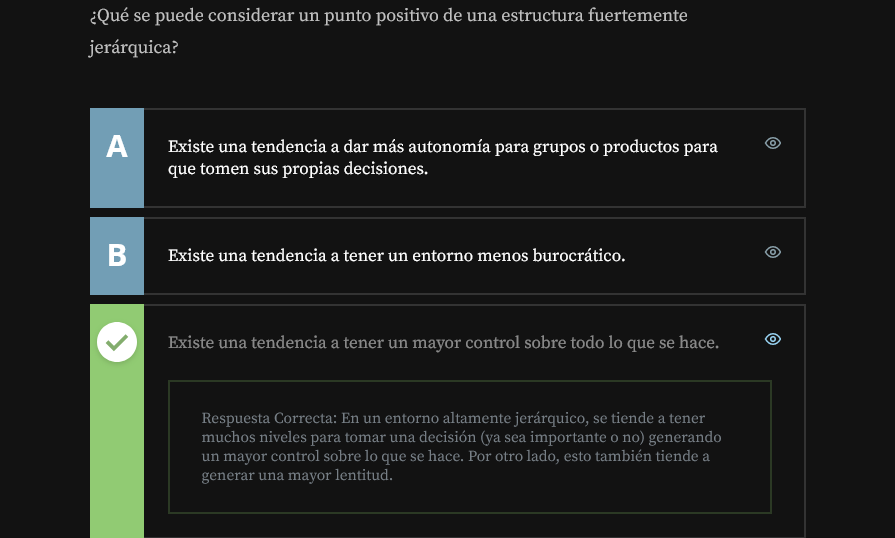 ¿Qué se puede considerar un punto positivo de una estructura fuertemente
jerárquica?
A
Existe una tendencia a dar más autonomía para grupos o productos para
que tomen sus propias decisiones.
B
Existe una tendencia a tener un entorno menos burocrático.
Existe una tendencia a tener un mayor control sobre todo lo que se hace.
Respuesta Correcta: En un entorno altamente jerárquico, se tiende a tener
muchos niveles para tomar una decisión (ya sea importante o no) generando
un mayor control sobre lo que se hace. Por otro lado, esto también tiende a
generar una mayor lentitud.